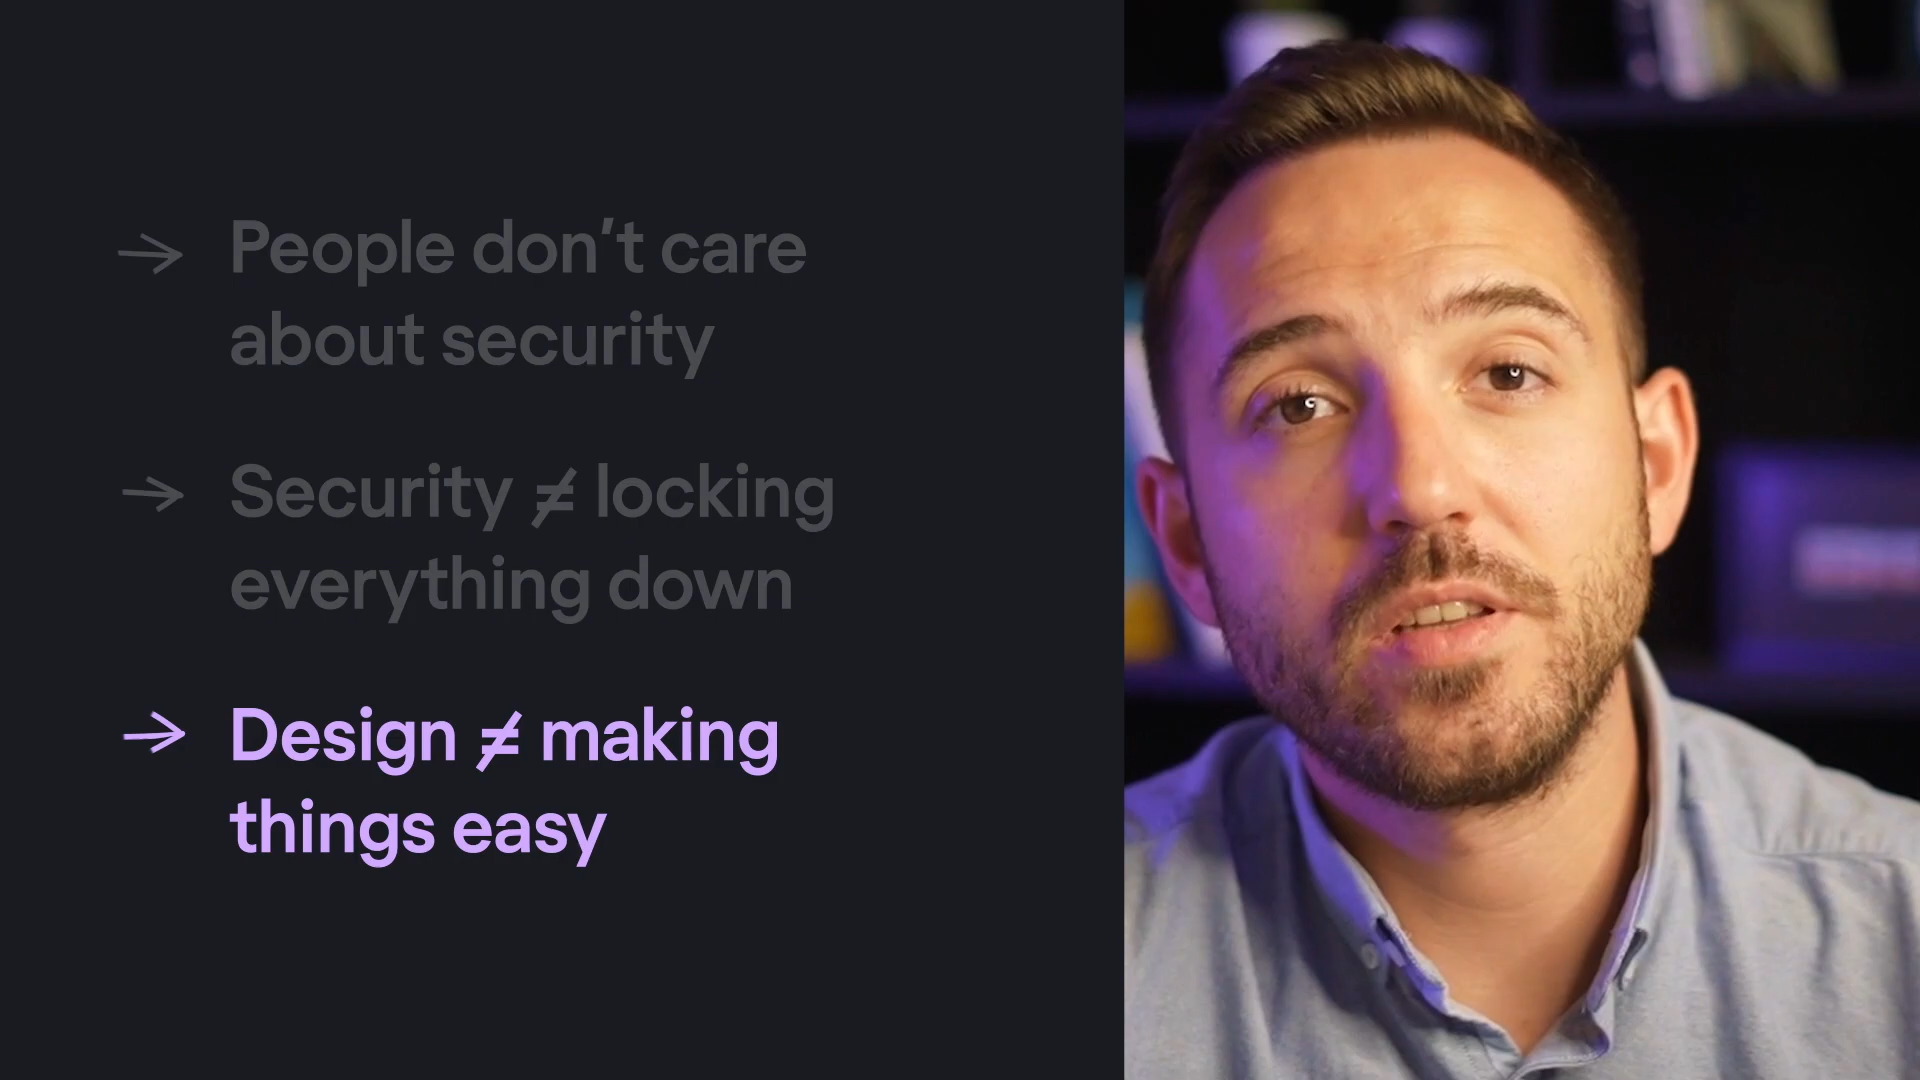 → People don’t care
about security
→ Security ≠ locking
everything down
→ Design ≠ making
things easy